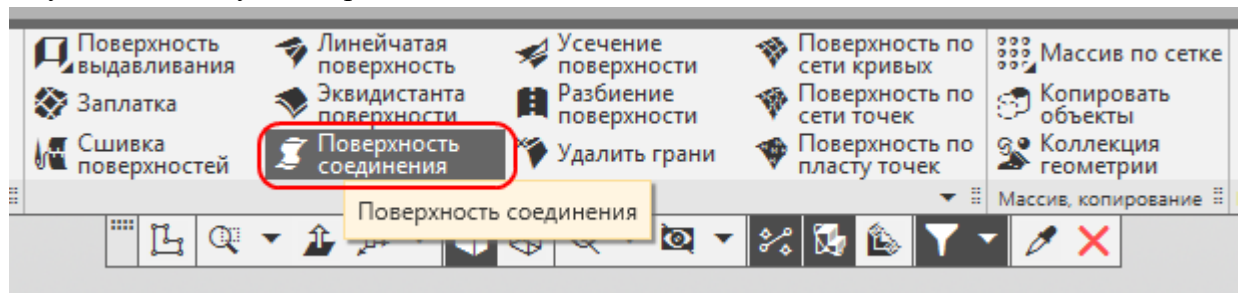 Поверхность
выдавливания
Линейчатая
поверхность
Усечение
поверхности
Поверхность по
сети кривых
Массив по сетке
Заплатка
Эквидистанта
поверхности
Разбиение
поверхности
Поверхность по
сети точек
Копировать
объекты
Сшивка
поверхностей
Поверхность
соединения
Удалить грани
Поверхность по
пласту точек
Коллекция
геометрии
Массив, копирование
Поверхность соединения